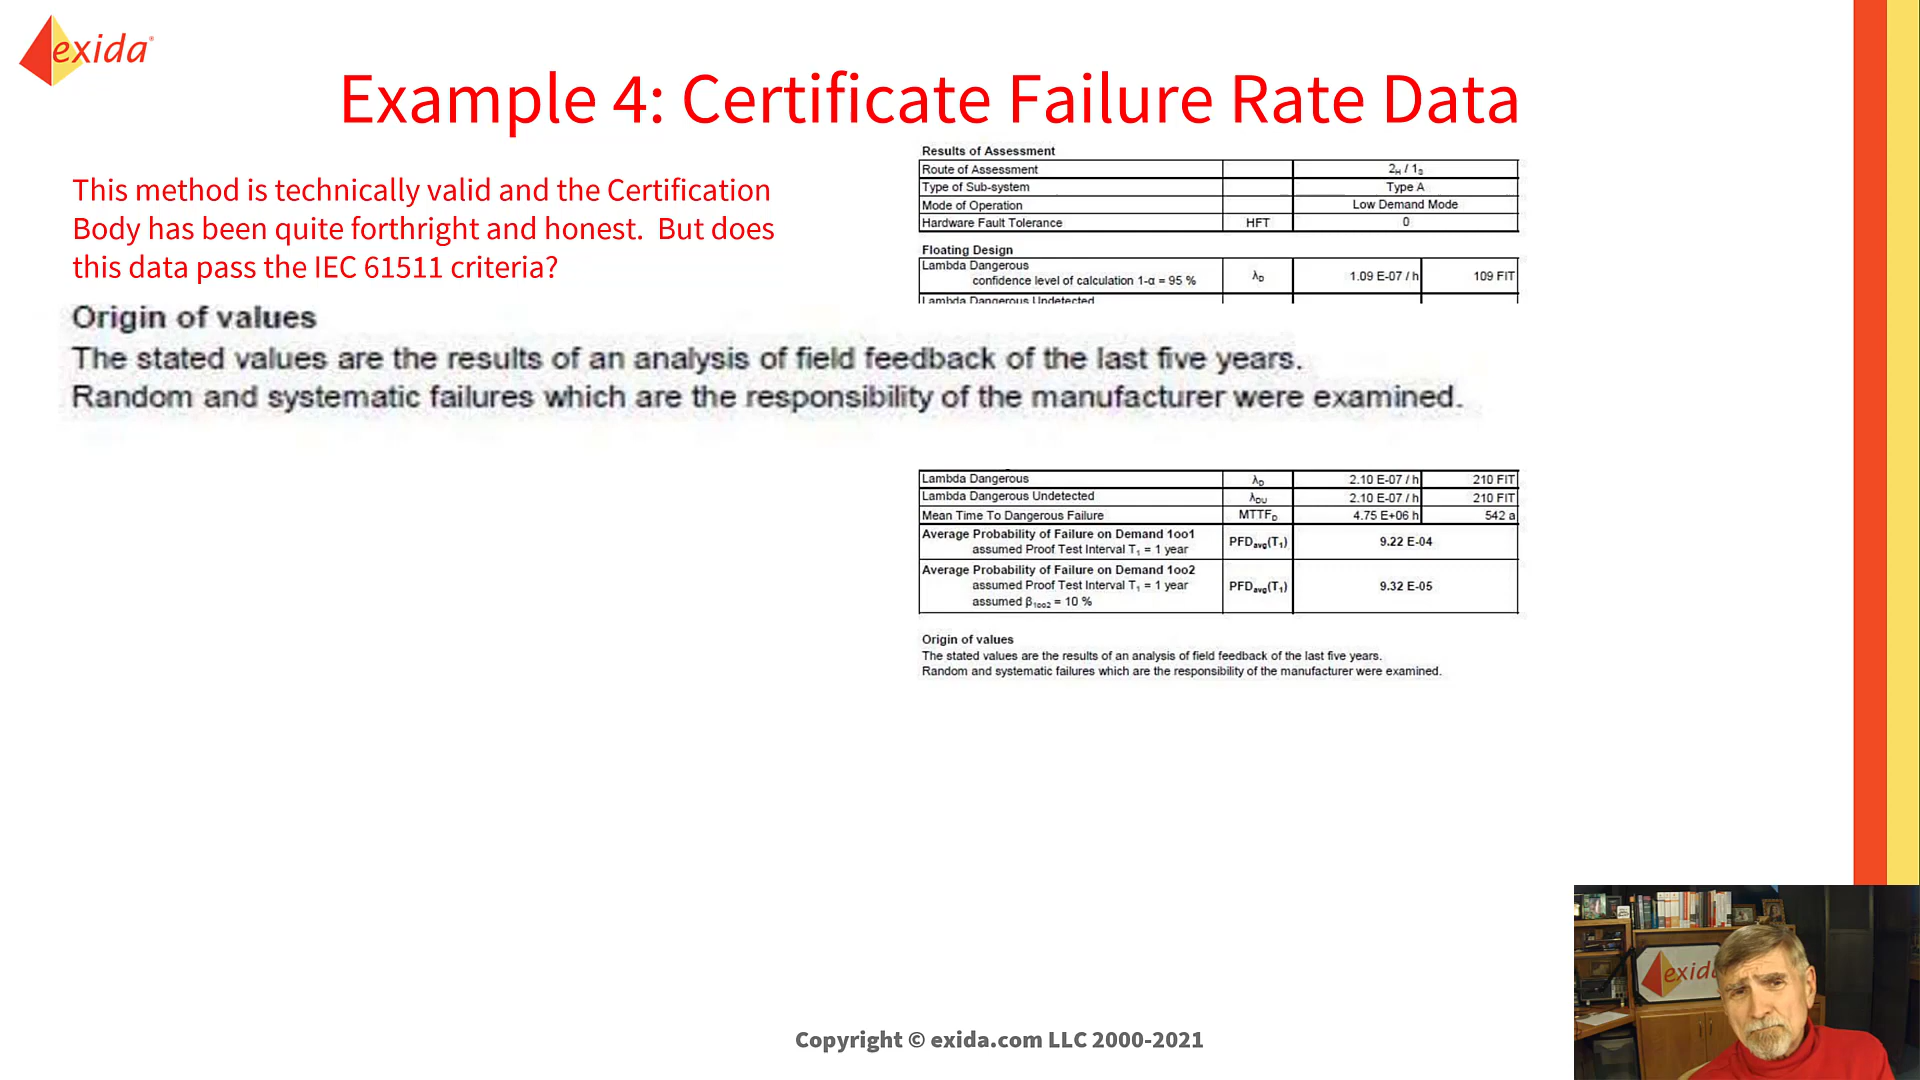 exida
Example 4: Certificate Failure Rate Data
This method is technically valid and the Certification
Body has been quite forthright and honest.  But does
this data pass the IEC 61511 criteria?
Results of Assessment
Route of Assessment 2H / 1S
Type of Sub-system Type A
Mode of Operation Low Demand Mode
Hardware Fault Tolerance HFT 0
Floating Design
Lambda Dangerous
confidence level of calculation 1-α = 95 % λD 1.09 E-07 / h 109 FIT
Lambda Dangerous Undetected
Origin of values
The stated values are the results of an analysis of field feedback of the last five years.
Random and systematic failures which are the responsibility of the manufacturer were examined.
Lambda Dangerous λD 2.10 E-07 / h 210 FIT
Lambda Dangerous Undetected λDU 2.10 E-07 / h 210 FIT
Mean Time To Dangerous Failure MTTFD 4.75 E+06 h 542 a
Average Probability of Failure on Demand 1oo1
assumed Proof Test Interval T1 = 1 year PFDavg(T1) 9.22 E-04
Average Probability of Failure on Demand 1oo2
assumed Proof Test Interval T1 = 1 year PFDavg(T1) 9.32 E-05
assumed β1oo2 = 10 %
Origin of values
The stated values are the results of an analysis of field feedback of the last five years.
Random and systematic failures which are the responsibility of the manufacturer were examined.
exida
Copyright © exida.com LLC 2000-2021